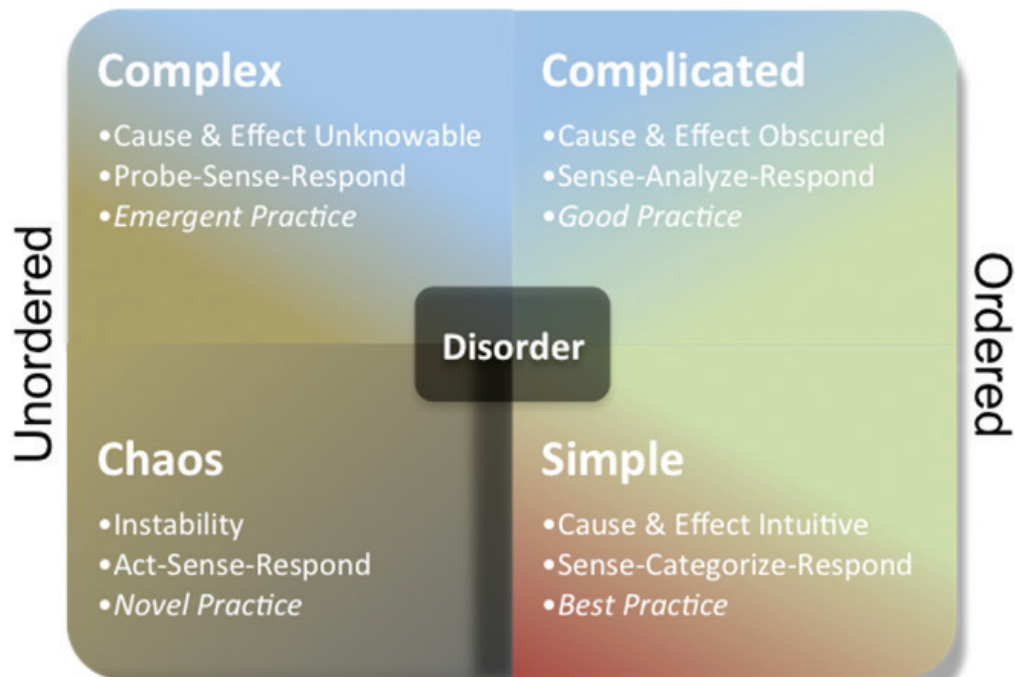 Complex
•Cause & Effect Unknowable
•Probe-Sense-Respond
•Emergent Practice
Complicated
•Cause & Effect Obscured
•Sense-Analyze-Respond
•Good Practice
Unordered
Disorder
Ordered
Chaos
•Instability
•Act-Sense-Respond
•Novel Practice
Simple
•Cause & Effect Intuitive
•Sense-Categorize-Respond
•Best Practice